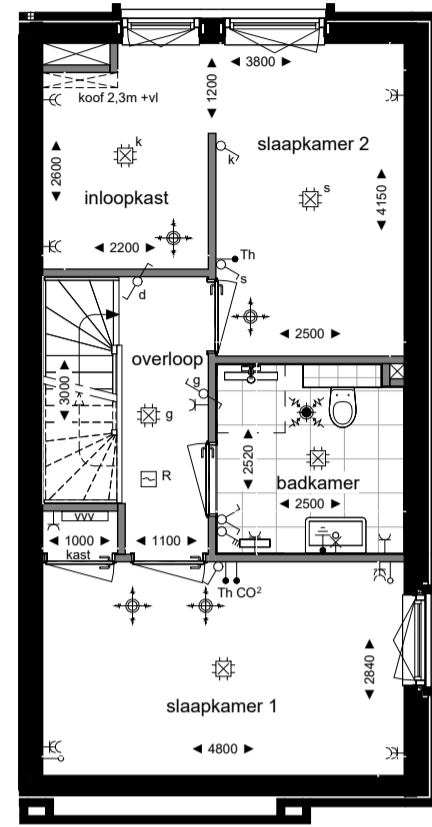 3800
koof 2,3m +vl
1200
k
k
slaapkamer 2
2600
s
4150
inloopkast
2200
Th
s
d
2500
overloop
g
3000
g
2520
R
badkamer
2500
VVV
1000
kast
1100
Th CO²
2840
slaapkamer 1
4800